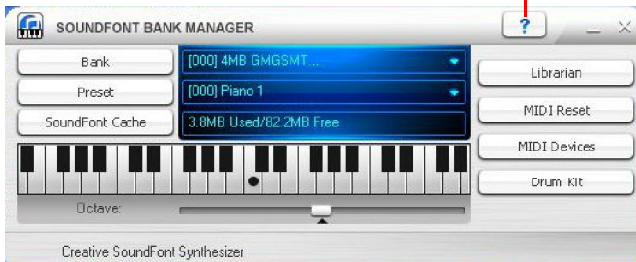 SOUNDFONT BANK MANAGER
?
Bank
[000] 4MB GMGSMT...
Preset
[000] Piano 1
SoundFont Cache
3.8MB Used/82.2MB Free
Librarian
MIDI Reset
MIDI Devices
Drum Kit
Octave:
Creative SoundFont Synthesizer